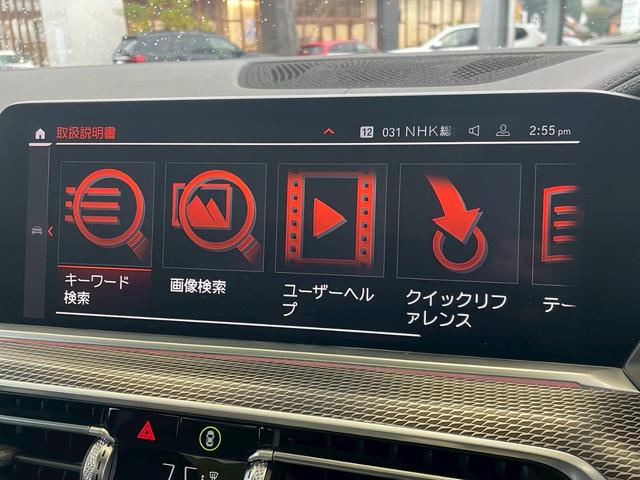 取扱説明書
12 031 NHK総 2:55 pm
キーワード
検索
画像検索
ユーザーヘル
プ
クイックリフ
ァレンス
テー